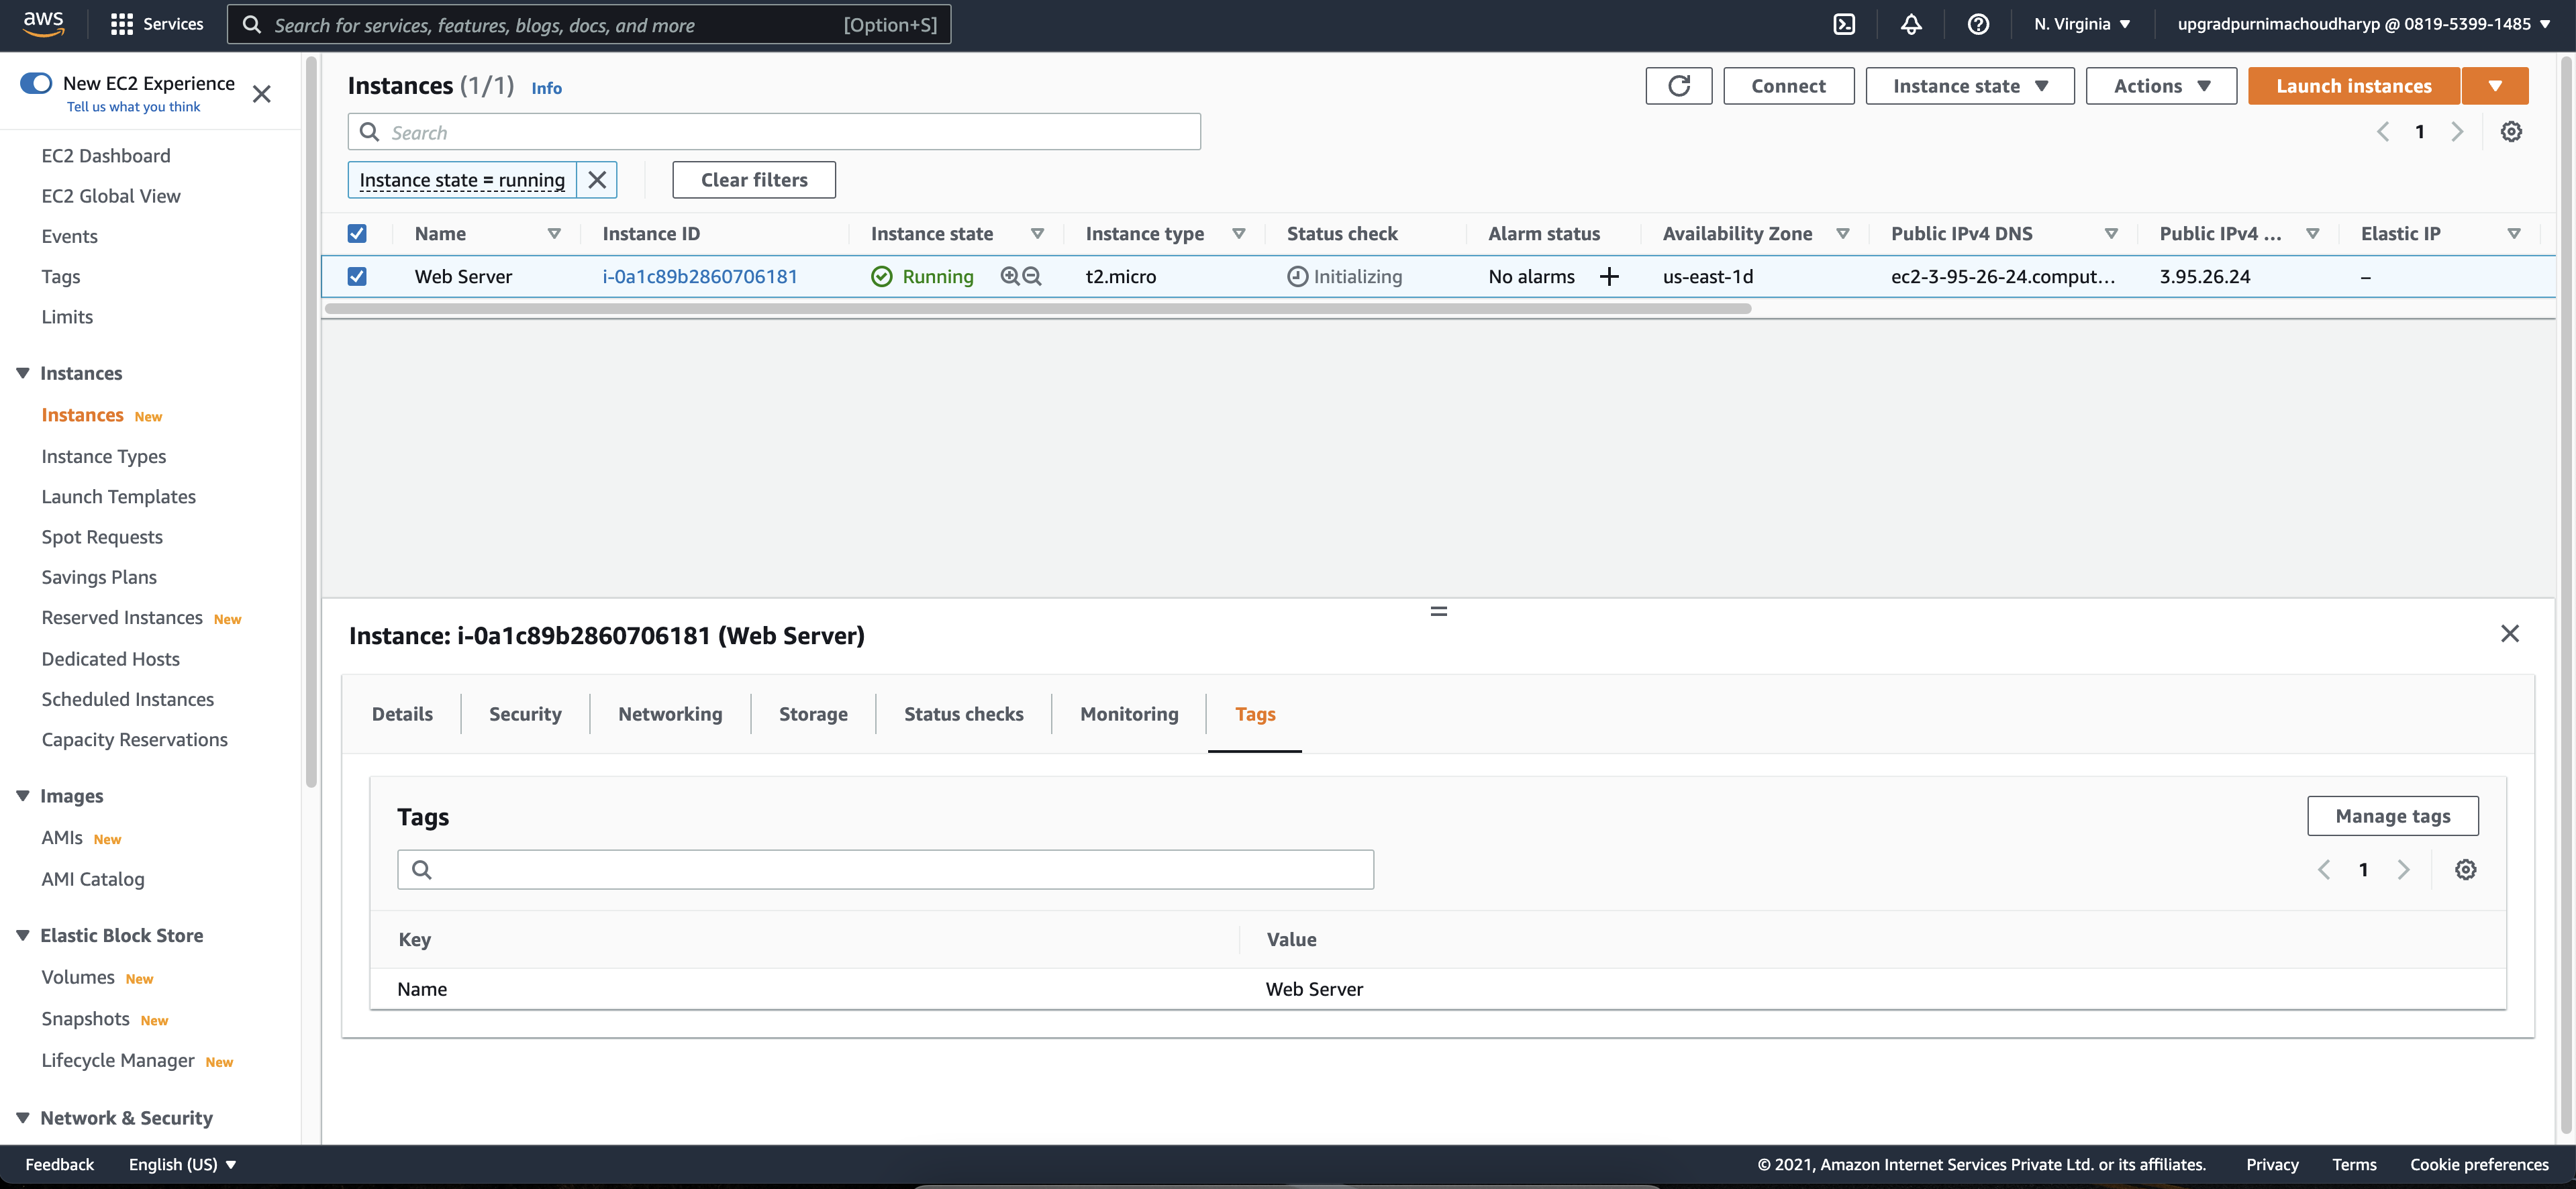 aws
Services
Search for services, features, blogs, docs, and more
[Option+S]
N. Virginia
upgradpurnimachoudharyp @ 0819-5399-1485
New EC2 Experience
Tell us what you think
EC2 Dashboard
EC2 Global View
Events
Tags
Limits
Instances
Instances New
Instance Types
Launch Templates
Spot Requests
Savings Plans
Reserved Instances New
Dedicated Hosts
Scheduled Instances
Capacity Reservations
Images
AMIs New
AMI Catalog
Elastic Block Store
Volumes New
Snapshots New
Lifecycle Manager New
Network & Security
Instances (1/1) Info
Connect
Instance state
Actions
Launch instances
Search
1
Instance state = running
Clear filters
Name Instance ID Instance state Instance type Status check Alarm status Availability Zone Public IPv4 DNS Public IPv4 ... Elastic IP
Web Server i-0a1c89b2860706181 Running t2.micro Initializing No alarms + us-east-1d ec2-3-95-26-24.comput... 3.95.26.24 –
Instance: i-0a1c89b2860706181 (Web Server)
Details Security Networking Storage Status checks Monitoring Tags
Tags
Manage tags
1
Key Value
Name Web Server
Feedback English (US) © 2021, Amazon Internet Services Private Ltd. or its affiliates. Privacy Terms Cookie preferences